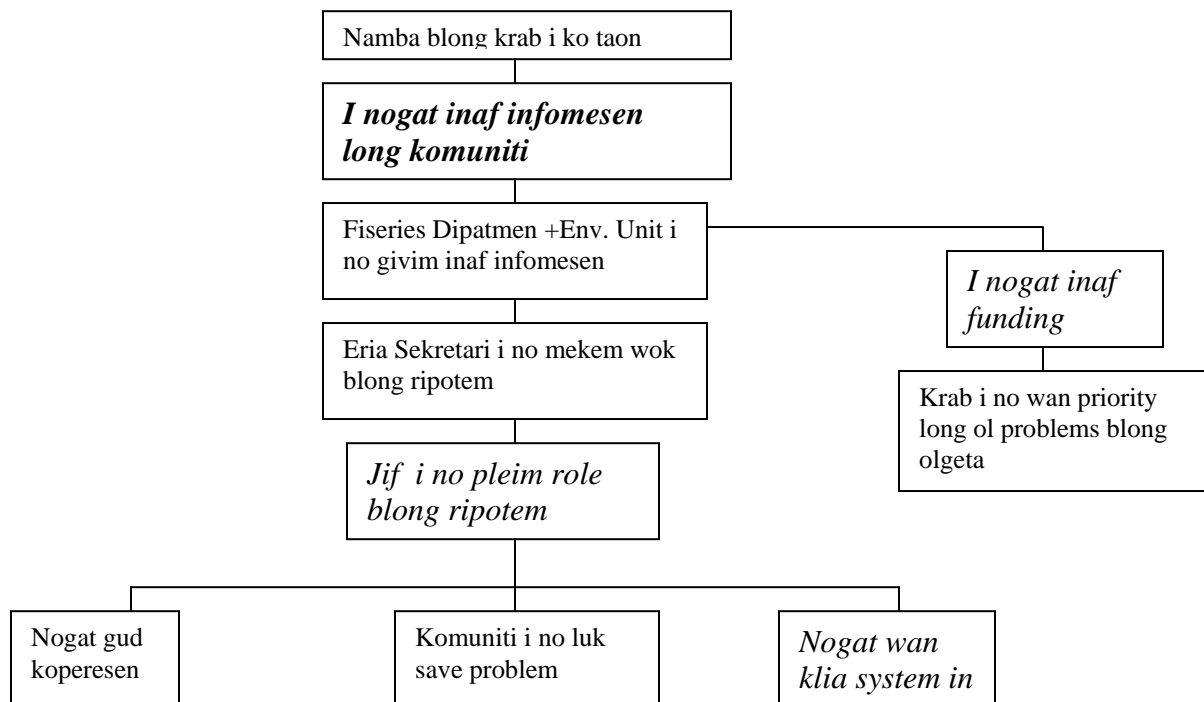 Namba blong krab i ko taon
I nogat inaf infomesen
long komuniti
Fiseries Dipatmen +Env. Unit i
no givim inaf infomesen
I nogat inaf
funding
Eria Sekretari i no mekem wok
blong ripotem
Krab i no wan priority
long ol problems blong
olgeta
Jif i no pleim role
blong ripotem
Nogat gud
koperesen
Komuniti i no luk
save problem
Nogat wan
klia system in